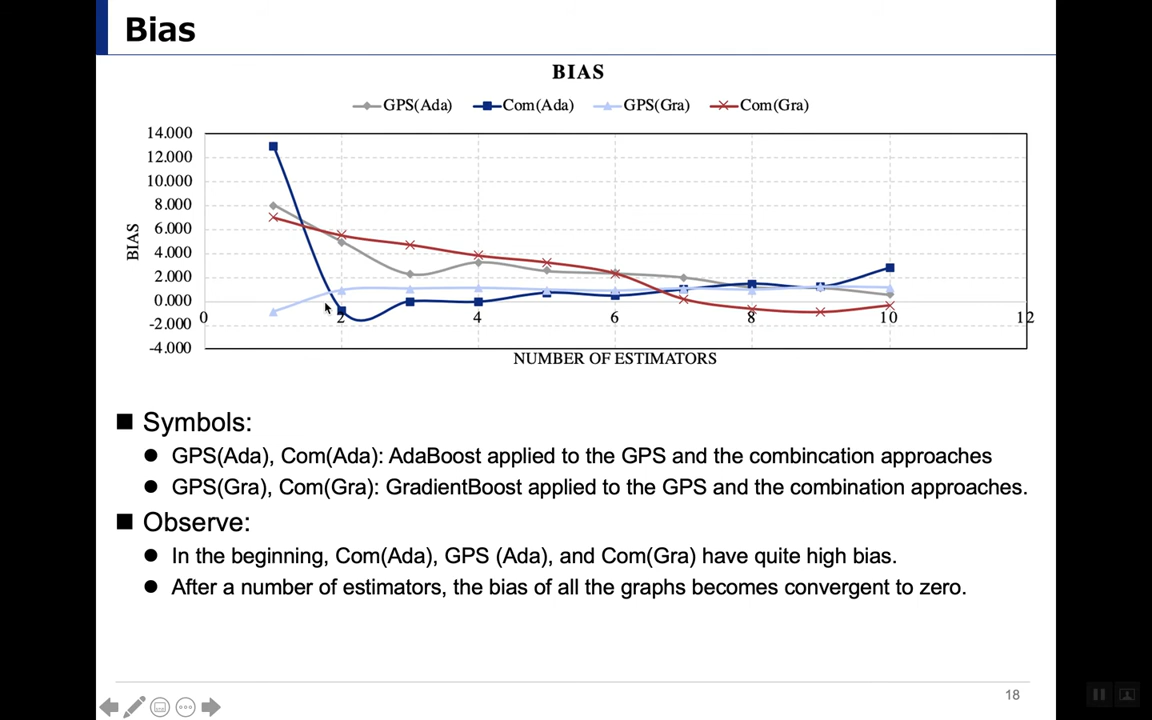 Bias
BIAS
GPS(Ada) Com(Ada) GPS(Gra) Com(Gra)
14.000
12.000
10.000
8.000
6.000
4.000
2.000
0.000
-2.000
-4.000
BIAS
0 2 4 6 8 10 12
NUMBER OF ESTIMATORS
Symbols:
GPS(Ada), Com(Ada): AdaBoost applied to the GPS and the combincation approaches
GPS(Gra), Com(Gra): GradientBoost applied to the GPS and the combination approaches.
Observe:
In the beginning, Com(Ada), GPS (Ada), and Com(Gra) have quite high bias.
After a number of estimators, the bias of all the graphs becomes convergent to zero.
18